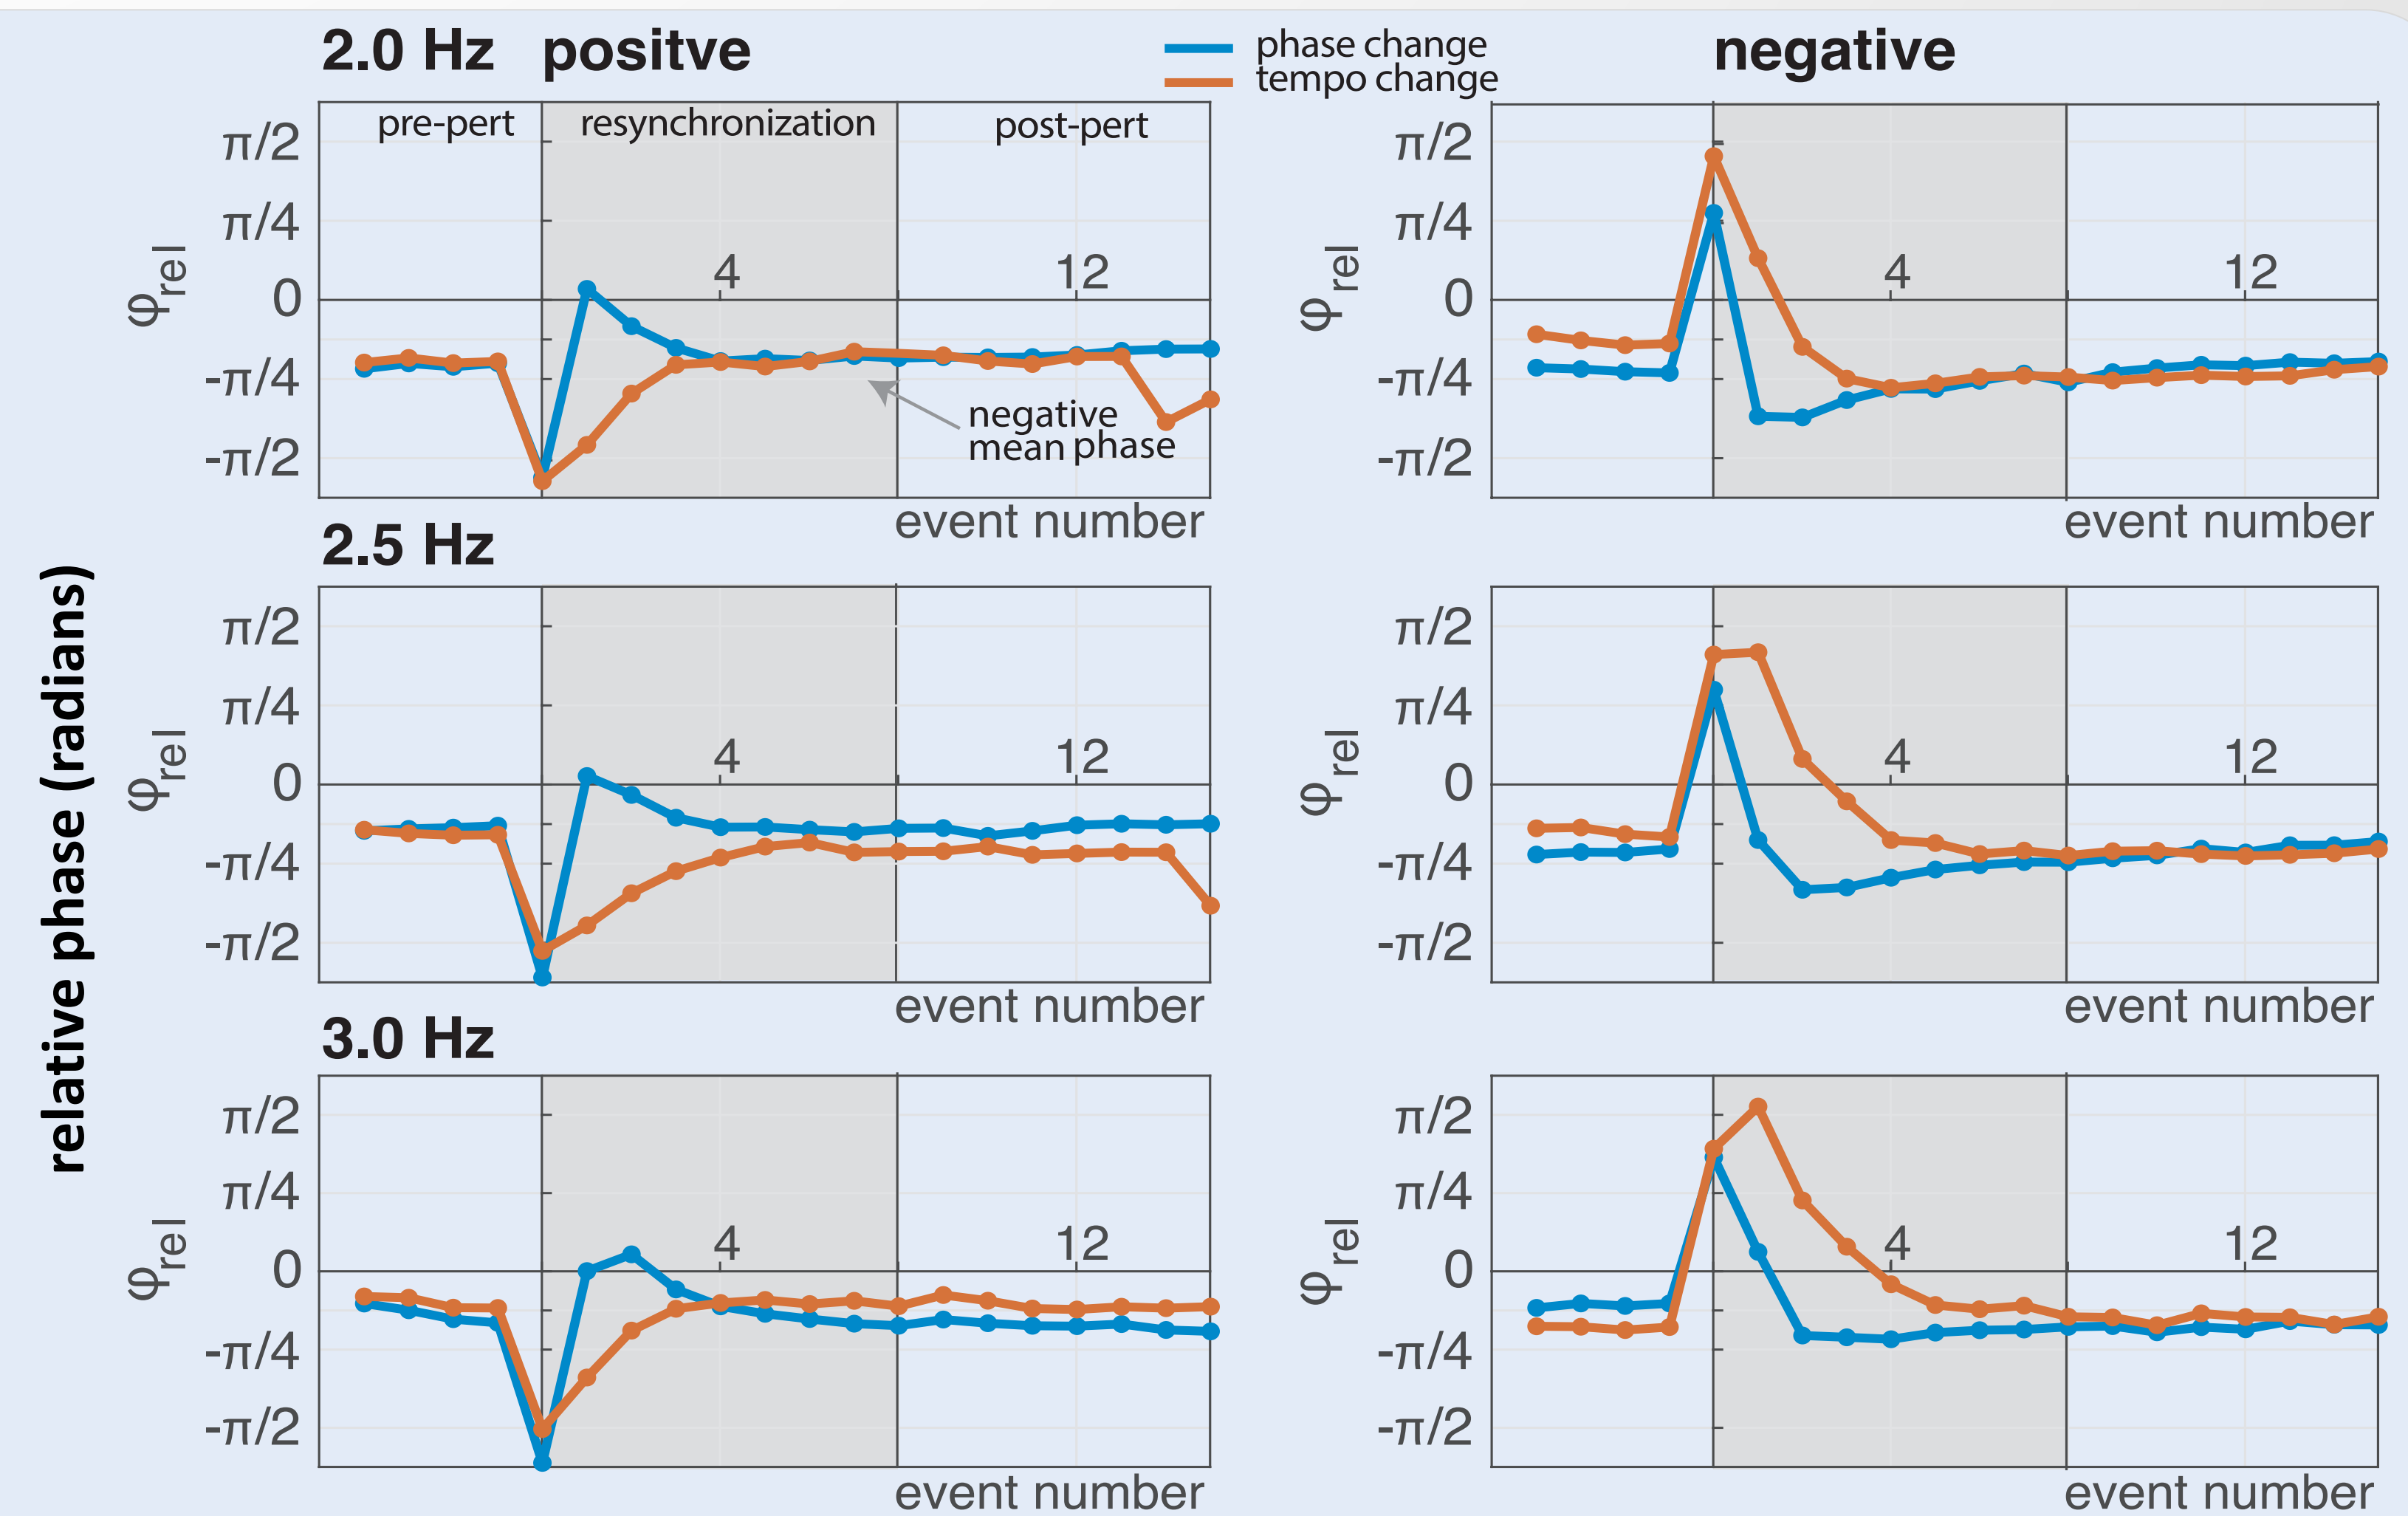 2.0 Hz positve
phase change
tempo change
negative
pre-pert resynchronization post-pert
π/2
π/4
0
-π/4
-π/2
φrel
4 12
negative
mean phase
event number
π/2
π/4
0
-π/4
-π/2
φrel
4 12
event number
relative phase (radians)
2.5 Hz
π/2
π/4
0
-π/4
-π/2
φrel
4 12
event number
π/2
π/4
0
-π/4
-π/2
φrel
4 12
event number
3.0 Hz
π/2
π/4
0
-π/4
-π/2
φrel
4 12
event number
π/2
π/4
0
-π/4
-π/2
φrel
4 12
event number